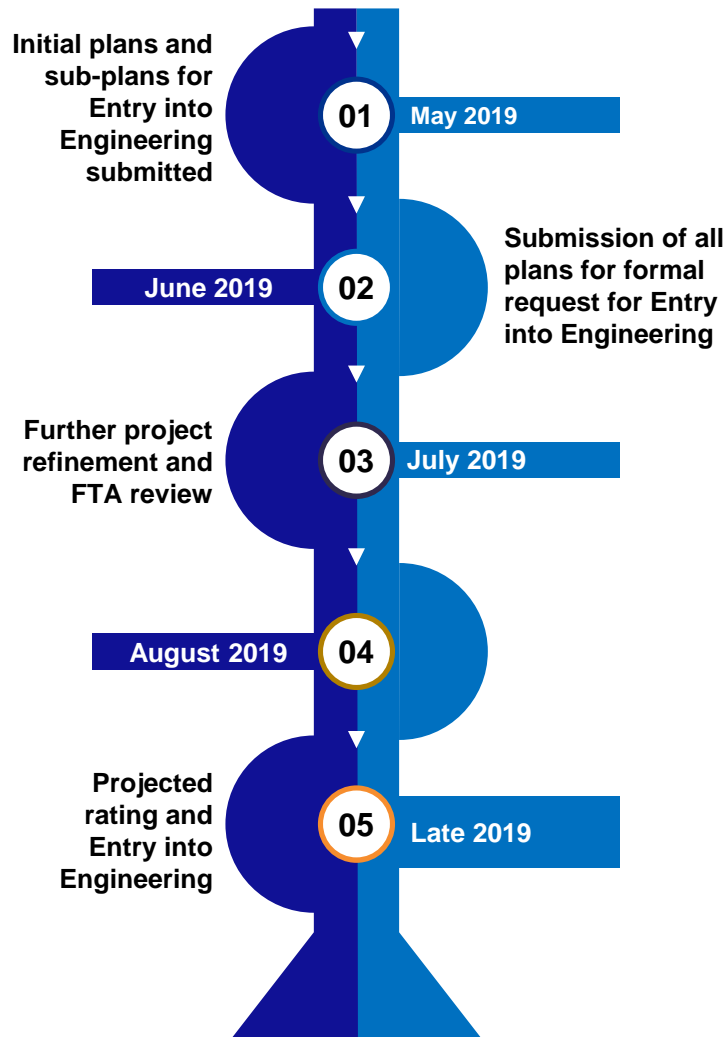 Initial plans and
sub-plans for
Entry into
Engineering
submitted
01
May 2019
June 2019
02
Submission of all
plans for formal
request for Entry
into Engineering
Further project
refinement and
FTA review
03
July 2019
August 2019
04
Projected
rating and
Entry into
Engineering
05
Late 2019